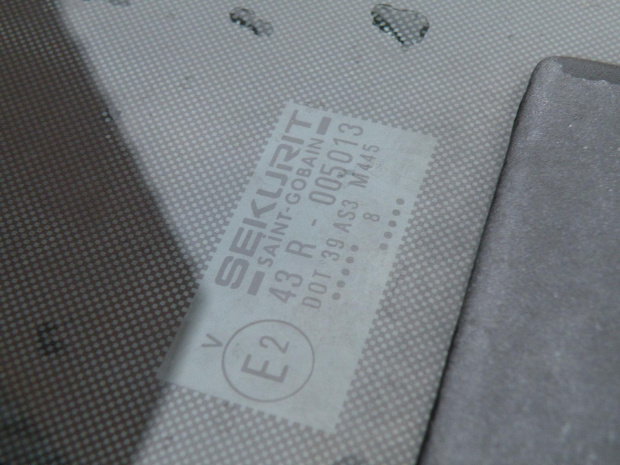 SEKURIT
SAINT-GOBAIN
43 R - 005013
DOT 39 AS3 M445
•••••• 8 •••••
V
E2